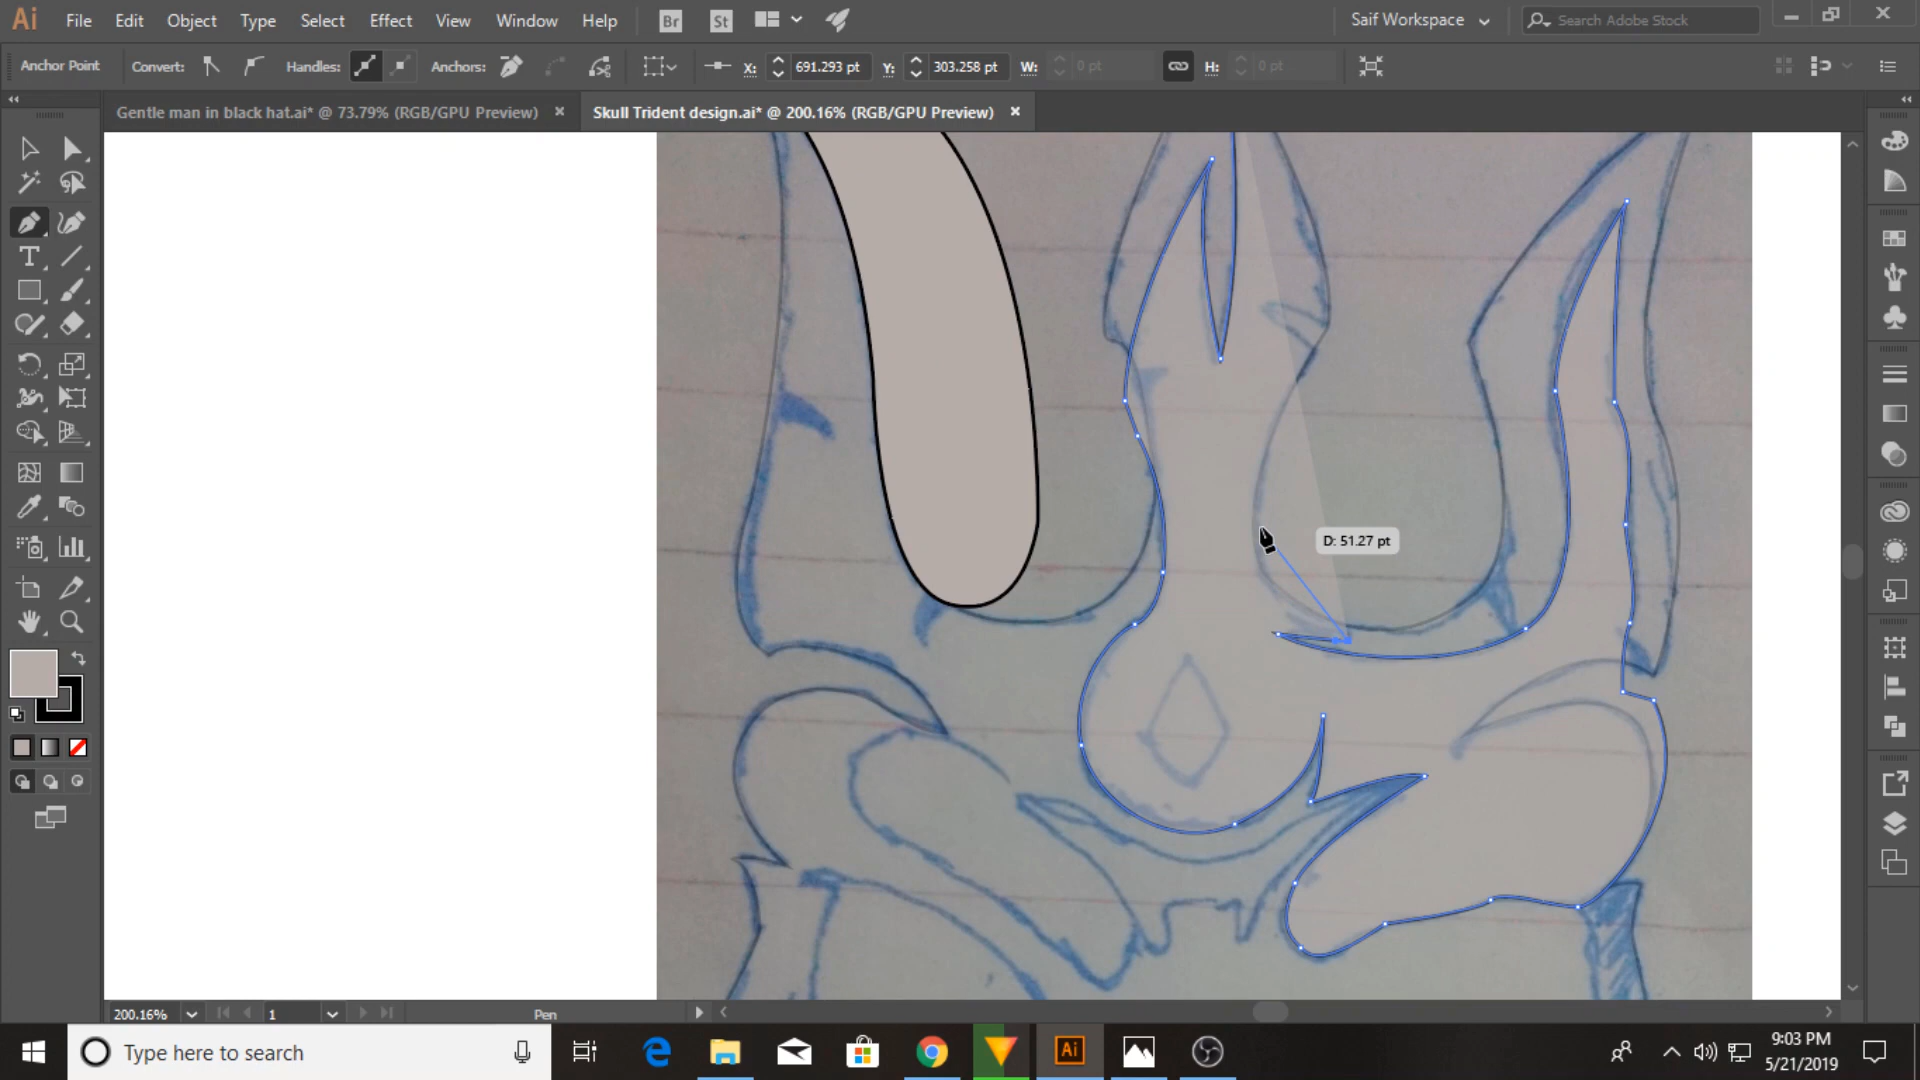 Ai File Edit Object Type Select Effect View Window Help Br St Saif Workspace Search Adobe Stock
Anchor Point Convert: Handles: Anchors: X: 691.293 pt Y: 303.258 pt W: 0 pt H: 0 pt
Gentle man in black hat.ai* @ 73.79% (RGB/GPU Preview) × Skull Trident design.ai* @ 200.16% (RGB/GPU Preview) ×
D: 51.27 pt
200.16% 1 Pen
Type here to search Ai 9:03 PM
5/21/2019